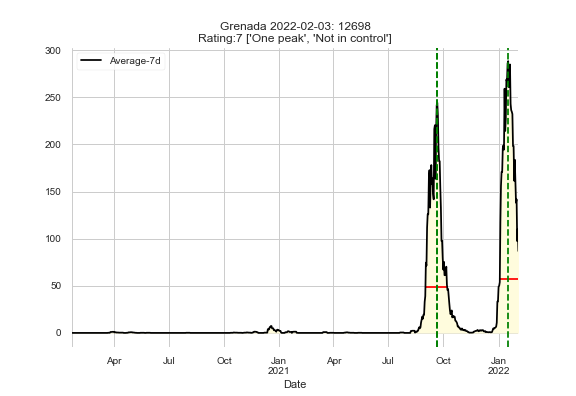 Grenada 2022-02-03: 12698
Rating:7 ['One peak', 'Not in control']
300
Average-7d
250
200
150
100
50
0
Apr Jul Oct Jan Apr Jul Oct Jan
2021 2022
Date